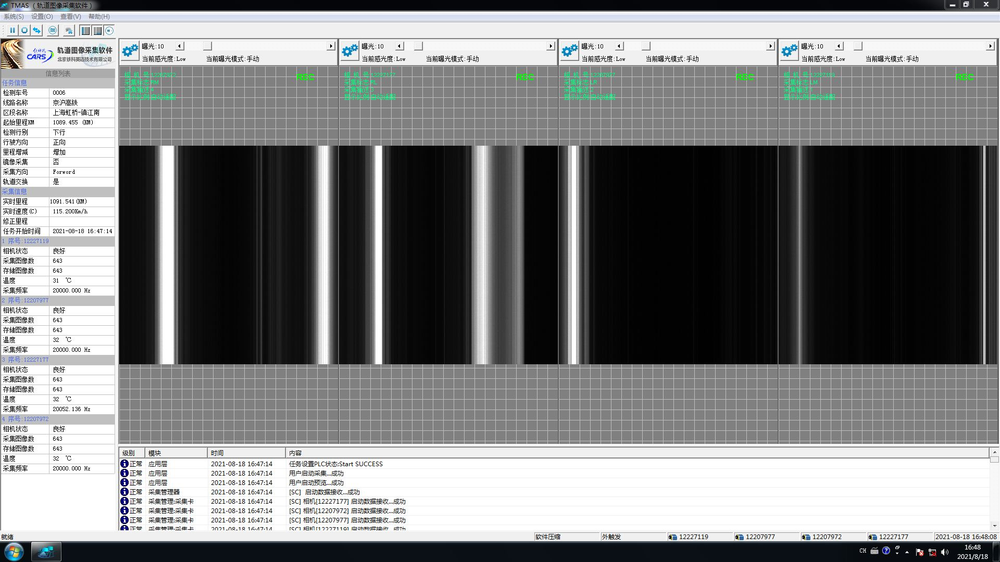 TMAS （轨道图像采集软件）
系统(S) 设置(O) 查看(V) 帮助(H)
CARS
轨道图像采集软件
北京铁科英迈技术有限公司
信息列表
任务信息
检测车号 0006
线路名称 京沪高铁
区段名称 上海虹桥-镇江南
起始里程KM 1089.455 (KM)
检测行别 下行
行驶方向 正向
里程增减 增加
镜像采集 否
采集方向 Forword
轨道交换 是
采集信息
实时里程 1091.541(KM)
实时速度(C) 115.200Km/h
修正里程
任务开始时间 2021-08-18 16:47:14
1 序号:12227119
相机状态 良好
采集图像数 643
存储图像数 643
温度 31 ℃
采集频率 20000.000 Hz
2 序号:12207977
相机状态 良好
采集图像数 643
存储图像数 643
温度 32 ℃
采集频率 20000.000 Hz
3 序号:12227177
相机状态 良好
采集图像数 643
存储图像数 643
温度 32 ℃
采集频率 20052.136 Hz
4 序号:12207972
相机状态 良好
采集图像数 643
存储图像数 643
温度 32 ℃
采集频率 20000.000 Hz
曝光:10
当前感光度:Low 当前曝光模式:手动
相 机 号:12207972 REC
采集标志:RM
采集描述:4
显示比例:自动适配
曝光:10
当前感光度:Low 当前曝光模式:手动
相 机 号:12227177 REC
采集标志:RL
采集描述:3
显示比例:自动适配
曝光:10
当前感光度:Low 当前曝光模式:手动
相 机 号:12207977 REC
采集标志:LR
采集描述:2
显示比例:自动适配
曝光:10
当前感光度:Low 当前曝光模式:手动
相 机 号:12227119 REC
采集标志:LM
采集描述:1
显示比例:自动适配
级别 模块 时间 内容
正常 应用层 2021-08-18 16:47:14 任务设置PLC状态:Start SUCCESS
正常 应用层 2021-08-18 16:47:14 用户启动采集...成功
正常 应用层 2021-08-18 16:47:14 用户启动预览...成功
正常 采集管理器 2021-08-18 16:47:14 [SC] 启动数据接收...成功
正常 采集管理:采集卡 2021-08-18 16:47:14 [SC] 相机[12227177] 启动数据接收...成功
正常 采集管理:采集卡 2021-08-18 16:47:14 [SC] 相机[12207972] 启动数据接收...成功
正常 采集管理:采集卡 2021-08-18 16:47:14 [SC] 相机[12207977] 启动数据接收...成功
正常 采集管理:采集卡 2021-08-18 16:47:14 [SC] 相机[12227119] 启动数据接收...成功
就绪 软件压缩 外触发 12227119 12207977 12207972 12227177 2021-08-18 16:48:08
CH 16:48
2021/8/18